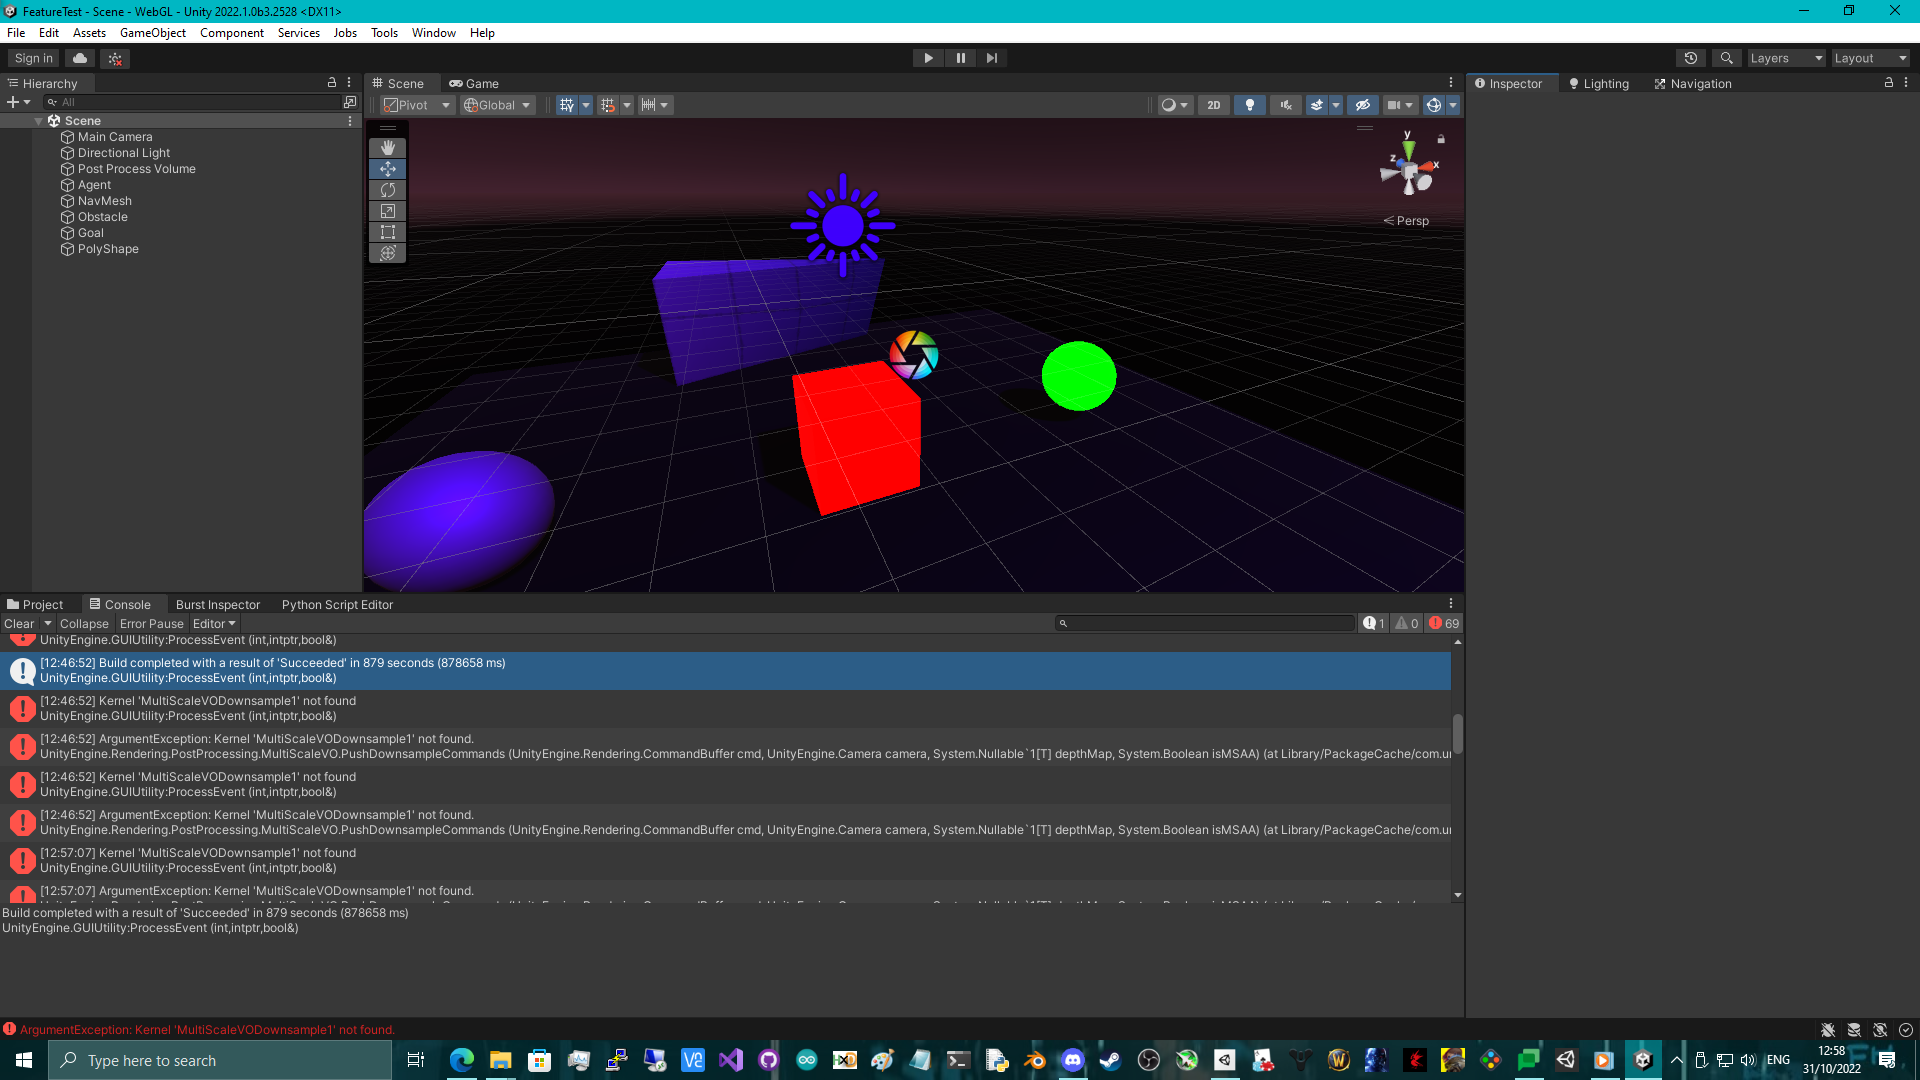 FeatureTest - Scene - WebGL - Unity 2022.1.0b3.2528 <DX11>
File Edit Assets GameObject Component Services Jobs Tools Window Help
Sign in
Layers
Layout
Hierarchy
All
Scene
Main Camera
Directional Light
Post Process Volume
Agent
NavMesh
Obstacle
Goal
PolyShape
Scene Game
Pivot Global
2D
y
z
x
Persp
Inspector Lighting Navigation
Project Console Burst Inspector Python Script Editor
Clear Collapse Error Pause Editor
1 0 69
UnityEngine.GUIUtility:ProcessEvent (int,intptr,bool&)
[12:46:52] Build completed with a result of 'Succeeded' in 879 seconds (878658 ms)
UnityEngine.GUIUtility:ProcessEvent (int,intptr,bool&)
[12:46:52] Kernel 'MultiScaleVODownsample1' not found
UnityEngine.GUIUtility:ProcessEvent (int,intptr,bool&)
[12:46:52] ArgumentException: Kernel 'MultiScaleVODownsample1' not found.
UnityEngine.Rendering.PostProcessing.MultiScaleVO.PushDownsampleCommands (UnityEngine.Rendering.CommandBuffer cmd, UnityEngine.Camera camera, System.Nullable`1[T] depthMap, System.Boolean isMSAA) (at Library/PackageCache/com.u
[12:46:52] Kernel 'MultiScaleVODownsample1' not found
UnityEngine.GUIUtility:ProcessEvent (int,intptr,bool&)
[12:46:52] ArgumentException: Kernel 'MultiScaleVODownsample1' not found.
UnityEngine.Rendering.PostProcessing.MultiScaleVO.PushDownsampleCommands (UnityEngine.Rendering.CommandBuffer cmd, UnityEngine.Camera camera, System.Nullable`1[T] depthMap, System.Boolean isMSAA) (at Library/PackageCache/com.u
[12:57:07] Kernel 'MultiScaleVODownsample1' not found
UnityEngine.GUIUtility:ProcessEvent (int,intptr,bool&)
[12:57:07] ArgumentException: Kernel 'MultiScaleVODownsample1' not found.
Build completed with a result of 'Succeeded' in 879 seconds (878658 ms)
UnityEngine.GUIUtility:ProcessEvent (int,intptr,bool&)
ArgumentException: Kernel 'MultiScaleVODownsample1' not found.
Type here to search
ENG
12:58
31/10/2022